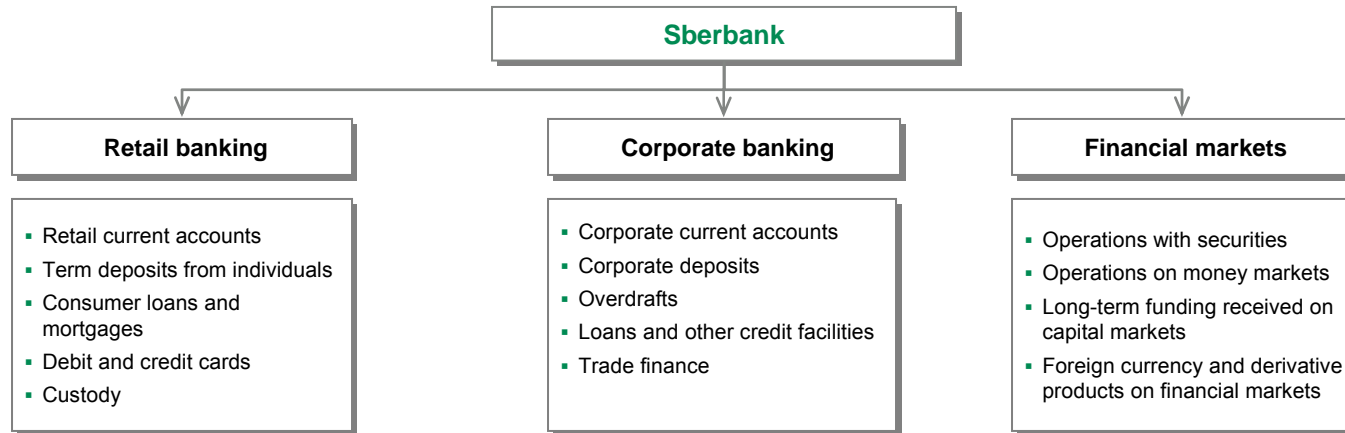 Sberbank
Retail banking
Corporate banking
Financial markets
▪ Retail current accounts
▪ Term deposits from individuals
▪ Consumer loans and
mortgages
▪ Debit and credit cards
▪ Custody
▪ Corporate current accounts
▪ Corporate deposits
▪ Overdrafts
▪ Loans and other credit facilities
▪ Trade finance
▪ Operations with securities
▪ Operations on money markets
▪ Long-term funding received on
capital markets
▪ Foreign currency and derivative
products on financial markets